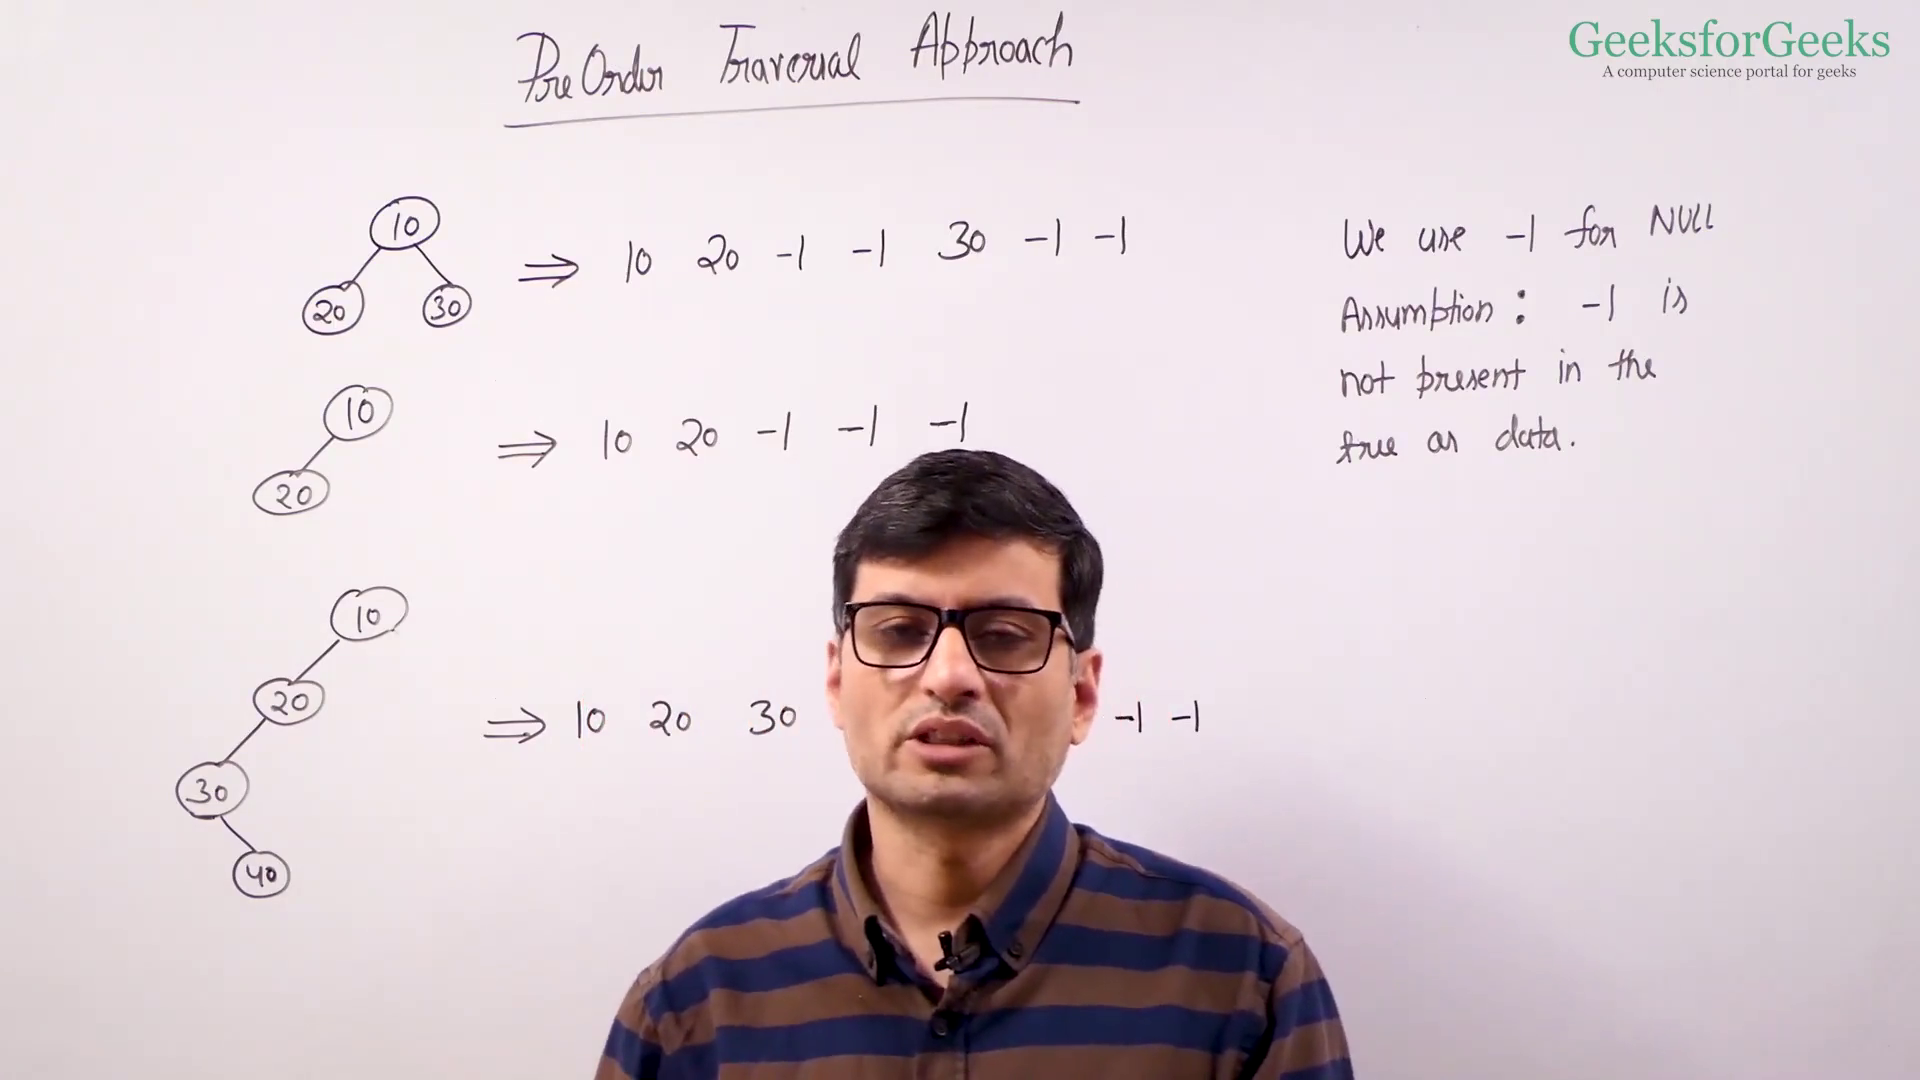 GeeksforGeeks
A computer science portal for geeks
PreOrder Traversal Approach
10
20 30
⇒ 10 20 -1 -1 30 -1 -1
10
20
⇒ 10 20 -1 -1 -1
10
20
30
40
⇒ 10 20 30 -1 -1
We use -1 for NULL
Assumption : -1 is
not present in the
tree as data.